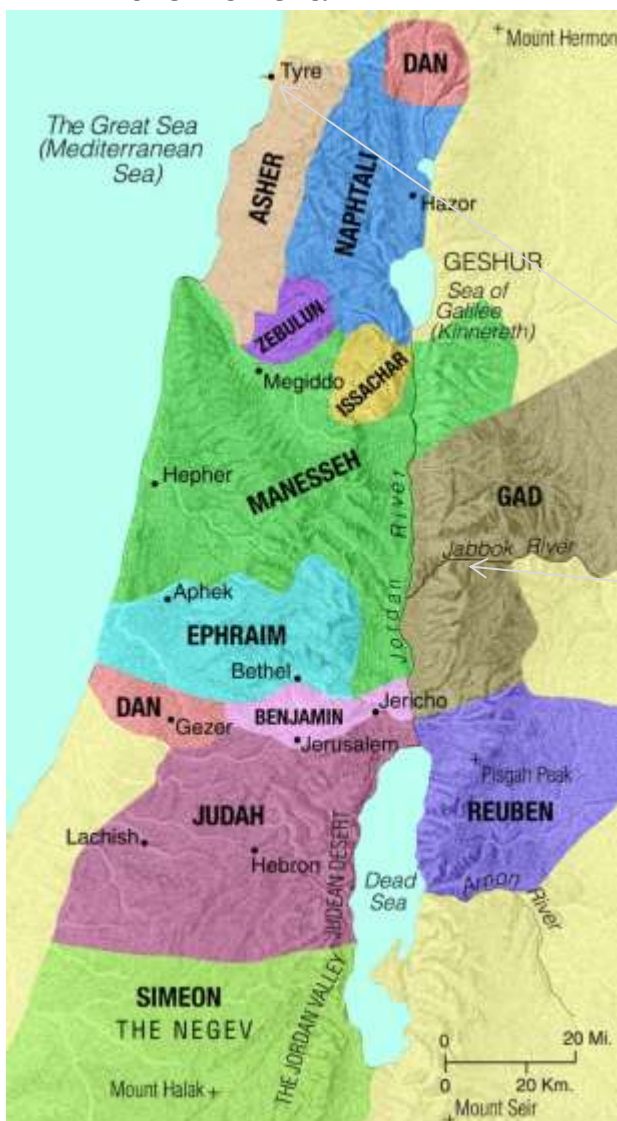 Mount Hermon
DAN
Tyre
The Great Sea
(Mediterranean
Sea)
ASHER
NAPHTALI
Hazor
GESHUR
Sea of
Galilee
(Kinnereth)
ZEBULUN
ISSACHAR
Megiddo
Hepher
MANESSEH
GAD
Jabbok River
Jordan River
Aphek
EPHRAIM
Bethel
DAN
Gezer
BENJAMIN
Jericho
Jerusalem
Pisgah Peak
JUDAH
REUBEN
Lachish
Hebron
JUDEAN DESERT
Dead
Sea
Arnon River
SIMEON
THE NEGEV
THE JORDAN VALLEY
0 20 Mi.
0 20 Km.
Mount Halak
Mount Seir